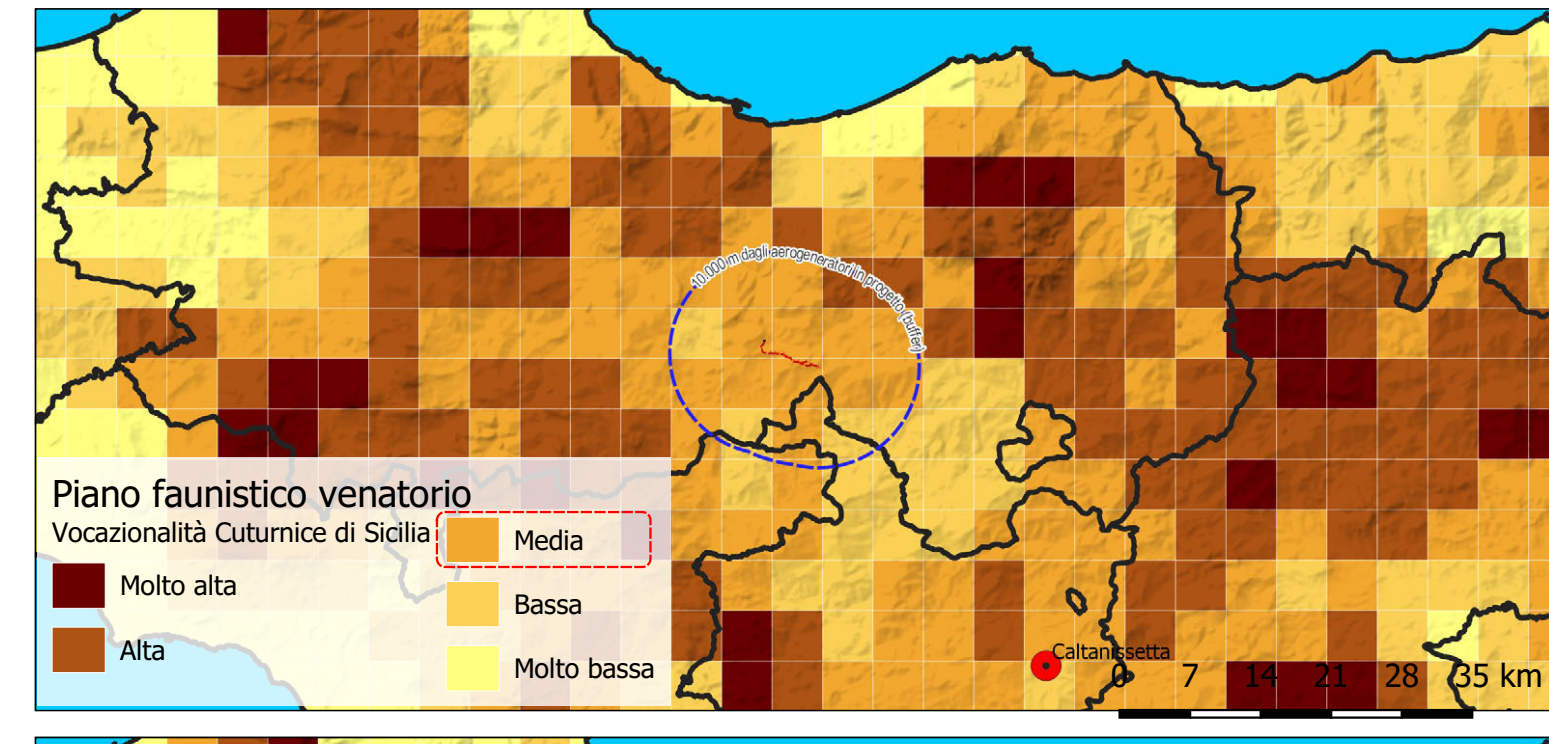 10.000 m dagli aerogeneratori in progetto (buffer)
Piano faunistico venatorio
Vocazionalità Cuturnice di Sicilia
Molto alta
Alta
Media
Bassa
Molto bassa
Caltanissetta
0 7 14 21 28 35 km